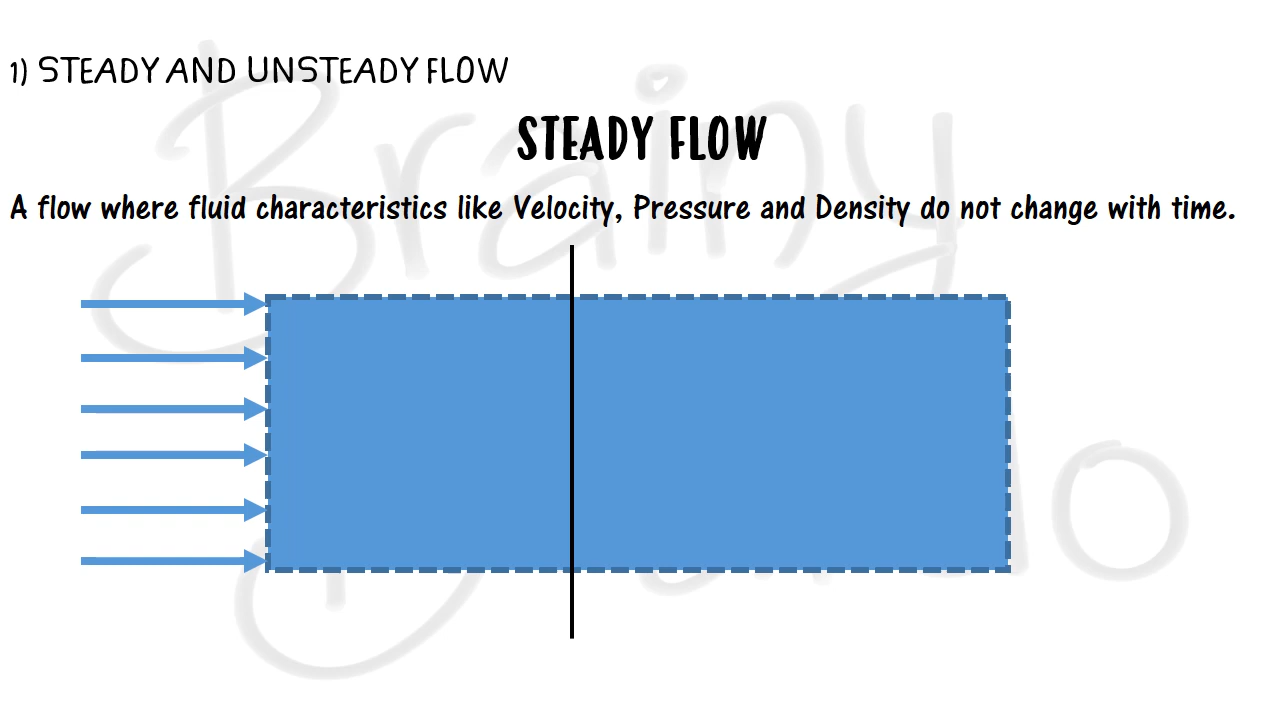 1) STEADY AND UNSTEADY FLOW
STEADY FLOW
A flow where fluid characteristics like Velocity, Pressure and Density do not change with time.
Brainy